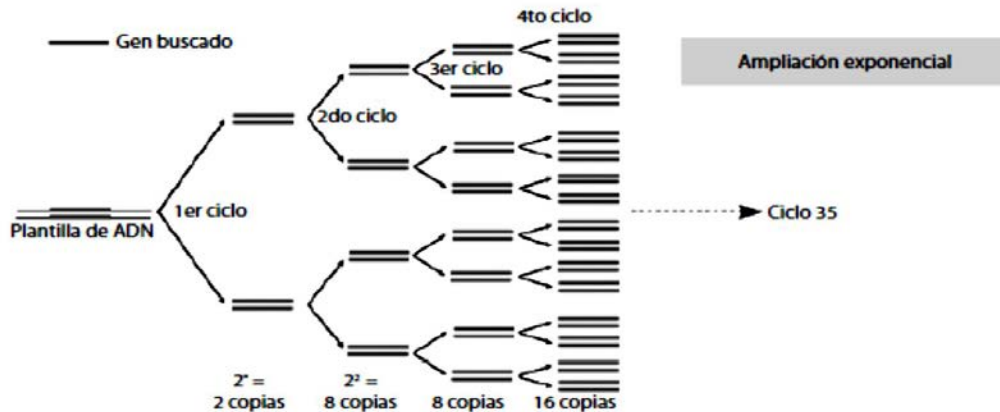 4to ciclo
Gen buscado
3er ciclo
Ampliación exponencial
2do ciclo
1er ciclo
Plantilla de ADN
Ciclo 35
2" =
2 copias
2² =
8 copias
8 copias
16 copias